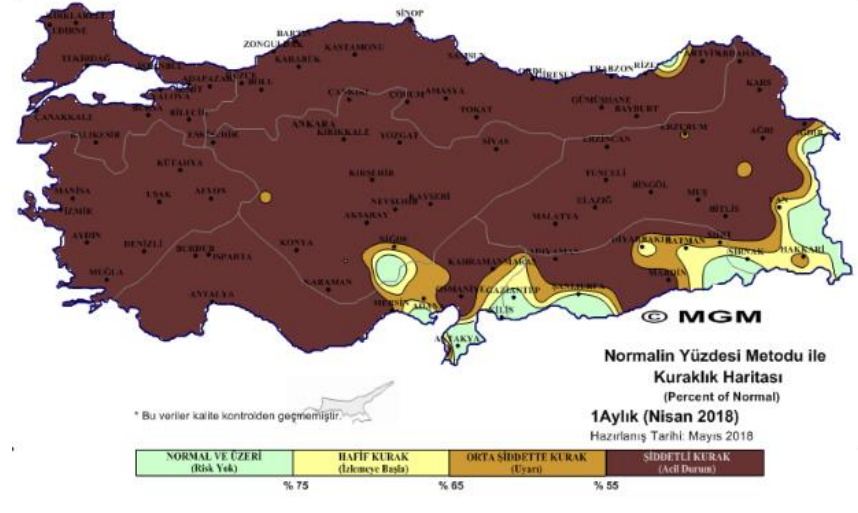 SİNOP
KIRKLARELİ
EDİRNE
BARTIN
ZONGULDAK
KASTAMONU
KARABÜK
TEKİRDAĞ
SAMSUN
ORDU
GİRESUN
TRABZON
RİZE
ARTVİN
ARDAHAN
ADAPAZARI
DÜZCE
BOLU
YALOVA
ÇANKIRI
ÇORUM
AMASYA
KARS
TOKAT
GÜMÜŞHANE
BAYBURT
ÇANAKKALE
BURSA
BİLECİK
ANKARA
KIRIKKALE
YOZGAT
ERZURUM
AĞRI
IĞDIR
BALIKESİR
ESKİŞEHİR
SİVAS
ERZİNCAN
KÜTAHYA
KIRŞEHİR
TUNCELİ
BİNGÖL
MUŞ
MANİSA
UŞAK
AFYON
NEVŞEHİR
KAYSERİ
ELAZIĞ
VAN
İZMİR
AKSARAY
MALATYA
BİTLİS
AYDIN
DENİZLİ
BURDUR
ISPARTA
KONYA
NİĞDE
ADIYAMAN
DİYARBAKIR
BATMAN
SİİRT
ŞIRNAK
HAKKARİ
MUĞLA
KAHRAMANMARAŞ
MARDİN
ANTALYA
KARAMAN
OSMANİYE
GAZİANTEP
ŞANLIURFA
MERSİN
ADANA
KİLİS
ANTAKYA
© MGM
Normalin Yüzdesi Metodu ile
Kuraklık Haritası
(Percent of Normal)
1Aylık (Nisan 2018)
Hazırlanış Tarihi: Mayıs 2018
* Bu veriler kalite kontrolden geçmemiştir.
NORMAL VE ÜZERİ
(Risk Yok)
HAFİF KURAK
(İzlemeye Başla)
ORTA ŞİDDETTE KURAK
(Uyarı)
ŞİDDETLİ KURAK
(Acil Durum)
% 75
% 65
% 55